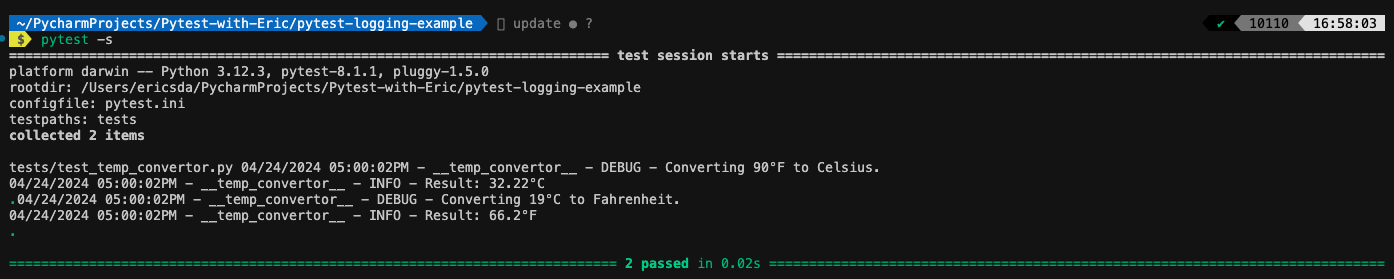 ~/PycharmProjects/Pytest-with-Eric/pytest-logging-example update ● ? ✔ 10110 16:58:03
$ pytest -s
=========================================================================== test session starts ============================================================================
platform darwin -- Python 3.12.3, pytest-8.1.1, pluggy-1.5.0
rootdir: /Users/ericsda/PycharmProjects/Pytest-with-Eric/pytest-logging-example
configfile: pytest.ini
testpaths: tests
collected 2 items
tests/test_temp_convertor.py 04/24/2024 05:00:02PM - __temp_convertor__ - DEBUG - Converting 90°F to Celsius.
04/24/2024 05:00:02PM - __temp_convertor__ - INFO - Result: 32.22°C
.04/24/2024 05:00:02PM - __temp_convertor__ - DEBUG - Converting 19°C to Fahrenheit.
04/24/2024 05:00:02PM - __temp_convertor__ - INFO - Result: 66.2°F
.
============================================================================ 2 passed in 0.02s =============================================================================